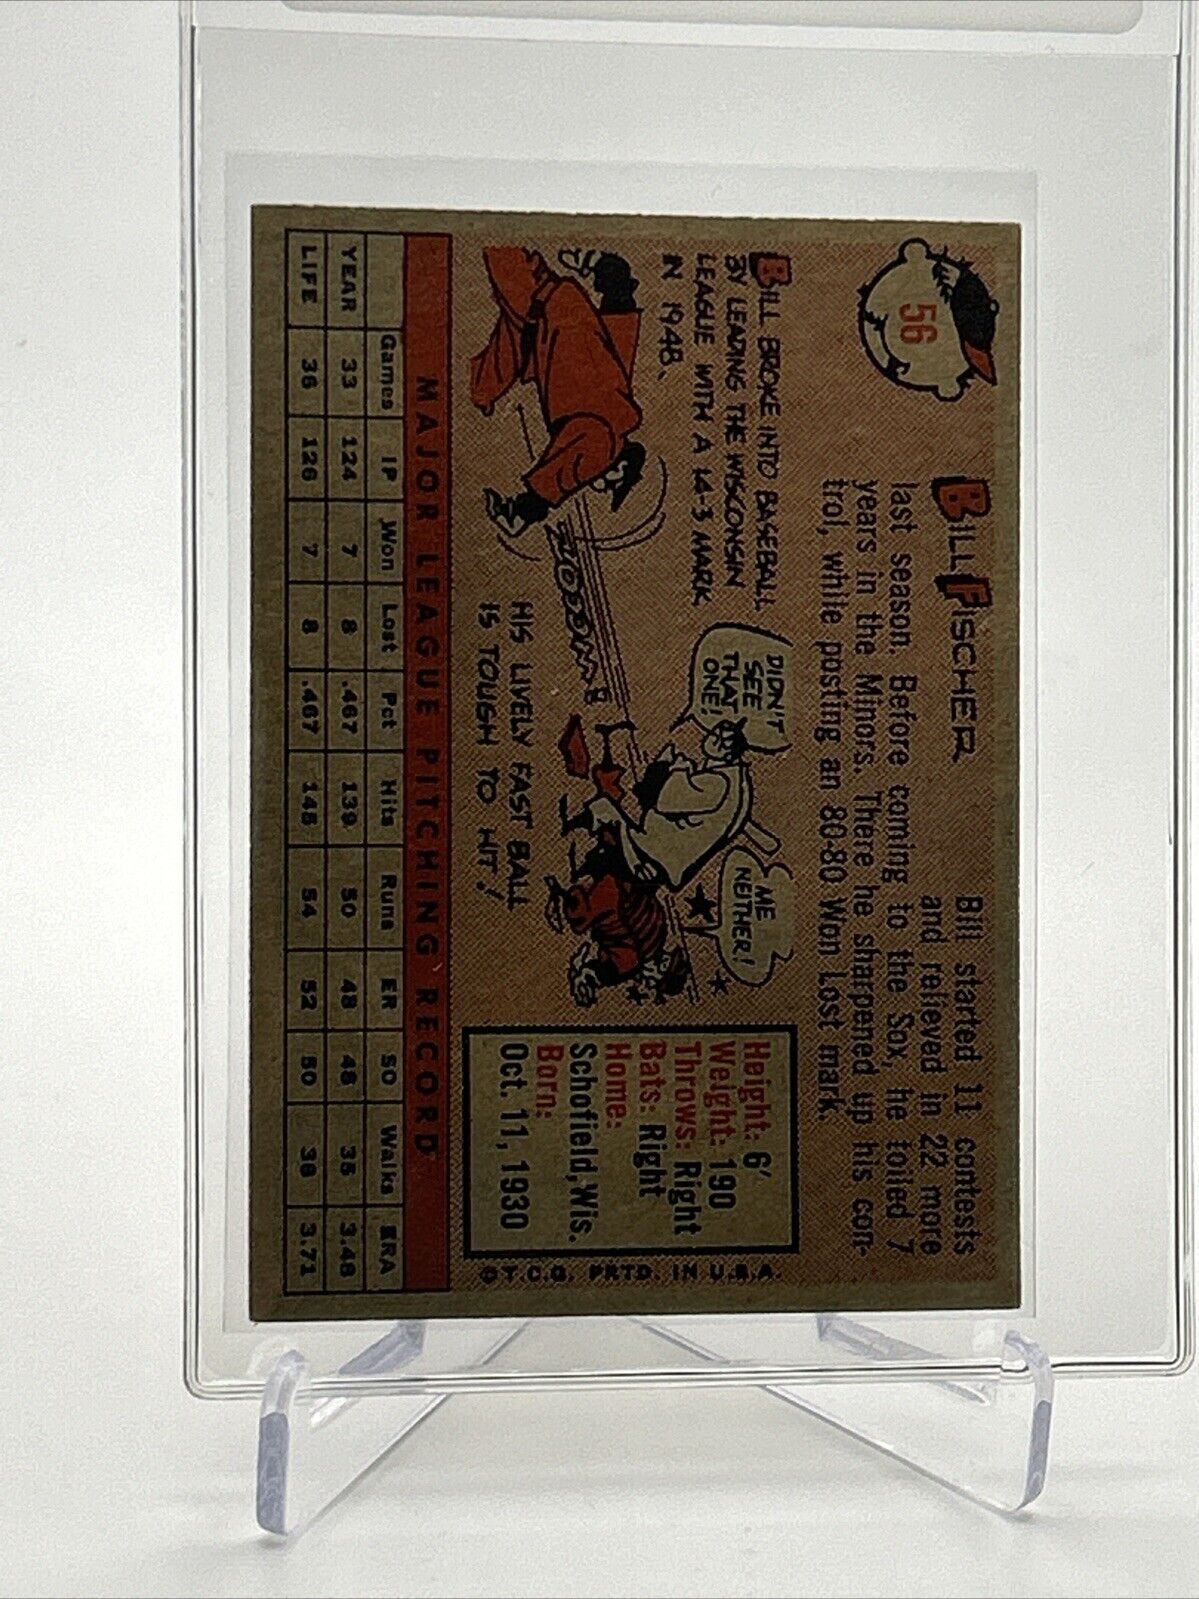 56
BILL FISCHER
Bill started 11 contests
and relieved in 22 more
last season. Before coming to the Sox, he toiled 7
years in the Minors. There he sharpened up his con-
trol, while posting an 80-80 Won Lost mark.
BILL BROKE INTO BASEBALL
BY LEADING THE WISCONSIN
LEAGUE WITH A 14-3 MARK
IN 1948.
DIDN'T
SEE
THAT
ONE!
ME
NEITHER!
ZOOOM!
HIS LIVELY FAST BALL
IS TOUGH TO HIT!
Height: 6'
Weight: 190
Throws: Right
Bats: Right
Home:
Schofield, Wis.
Born:
Oct. 11, 1930
© T.C.G. PRTD. IN U.S.A.
MAJOR LEAGUE PITCHING RECORD
Games IP Won Lost Pct Hits Runs ER SO Walks ERA
YEAR 33 124 7 8 .467 139 50 48 48 35 3.48
LIFE 36 126 7 8 .467 145 54 52 50 38 3.71